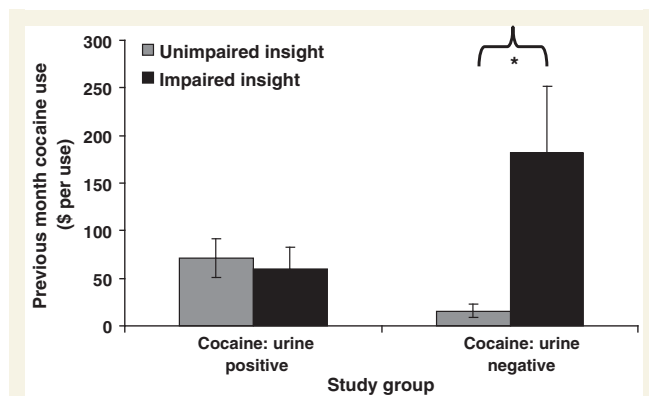 300
250
200
150
100
50
0
Previous month cocaine use
($ per use)
Unimpaired insight
Impaired insight
*
Cocaine: urine
positive
Cocaine: urine
negative
Study group